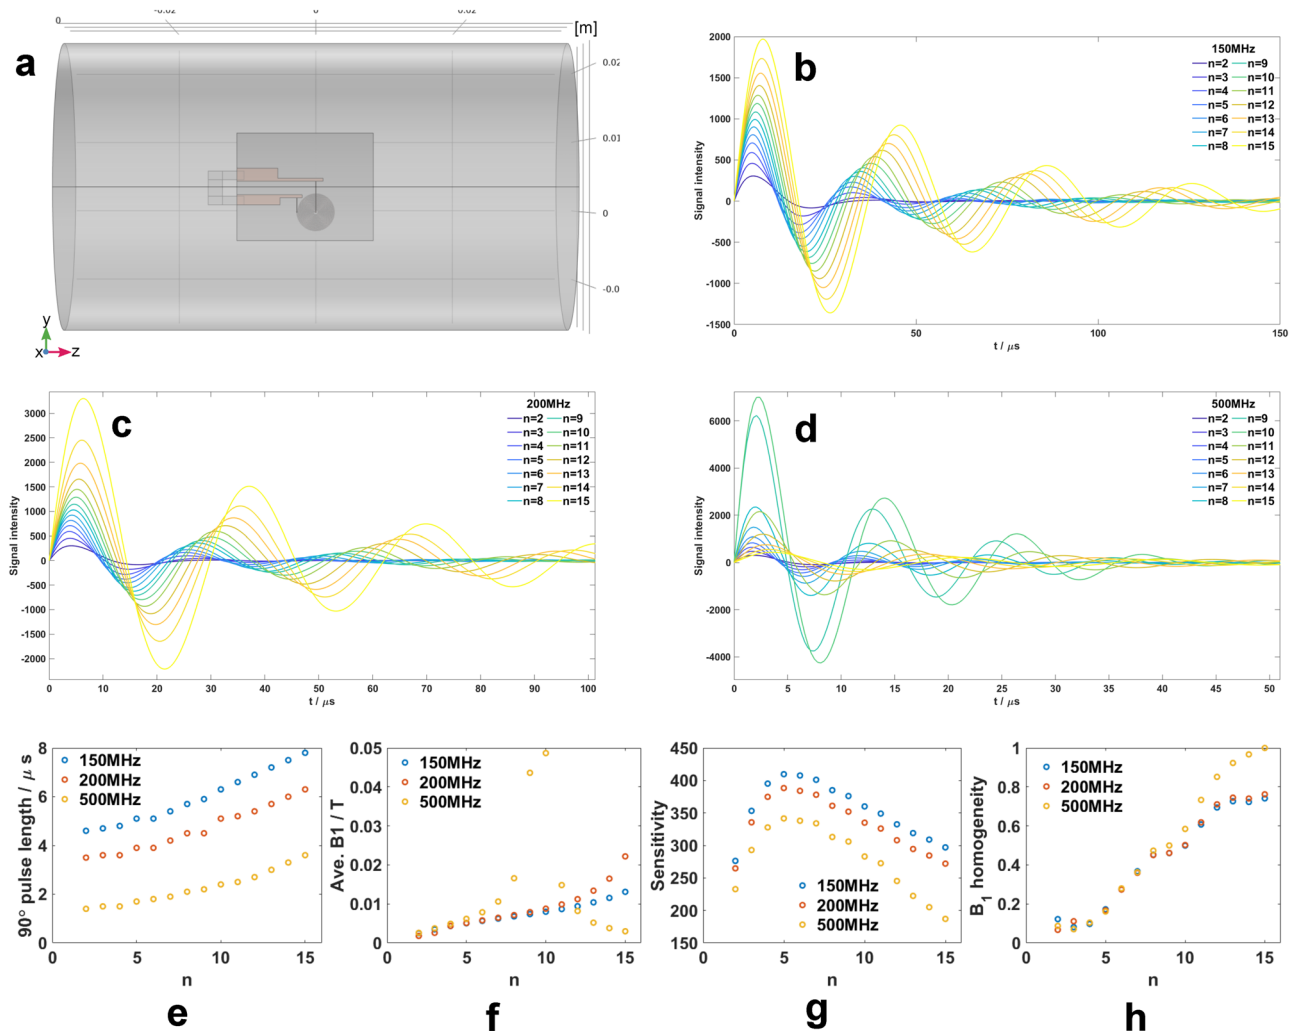 -0.02 0 0.02
0
[m]
a
0.02
0.01
0
-0.0
y
x z
b
150MHz
n=2 n=9
n=3 n=10
n=4 n=11
n=5 n=12
n=6 n=13
n=7 n=14
n=8 n=15
Signal intensity
2000
1500
1000
500
0
-500
-1000
-1500
0 50 100 150
t / μs
c
200MHz
n=2 n=9
n=3 n=10
n=4 n=11
n=5 n=12
n=6 n=13
n=7 n=14
n=8 n=15
Signal intensity
3000
2500
2000
1500
1000
500
0
-500
-1000
-1500
-2000
0 10 20 30 40 50 60 70 80 90 100
t / μs
d
500MHz
n=2 n=9
n=3 n=10
n=4 n=11
n=5 n=12
n=6 n=13
n=7 n=14
n=8 n=15
Signal intensity
6000
4000
2000
0
-2000
-4000
0 5 10 15 20 25 30 35 40 45 50
t / μs
90° pulse length / μ s
8
6
4
2
0
150MHz
200MHz
500MHz
0 5 10 15
n
e
Ave. B1 / T
0.05
0.04
0.03
0.02
0.01
0
150MHz
200MHz
500MHz
0 5 10 15
n
f
Sensitivity
450
400
350
300
250
200
150
150MHz
200MHz
500MHz
0 5 10 15
n
g
B1 homogeneity
1
0.8
0.6
0.4
0.2
0
150MHz
200MHz
500MHz
0 5 10 15
n
h